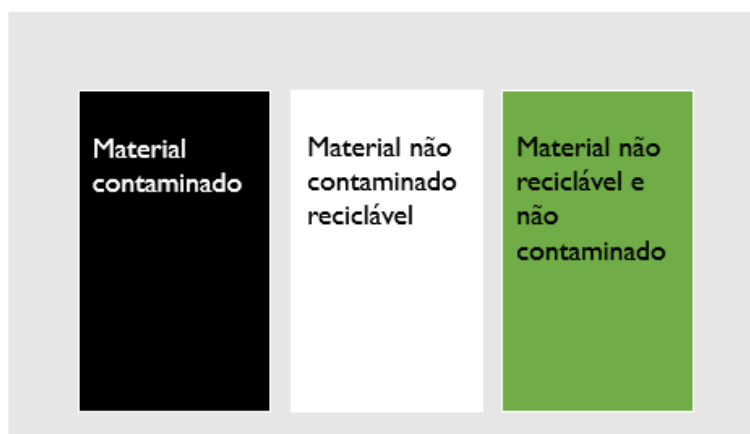 Material
contaminado
Material não
contaminado
reciclável
Material não
reciclável e
não
contaminado